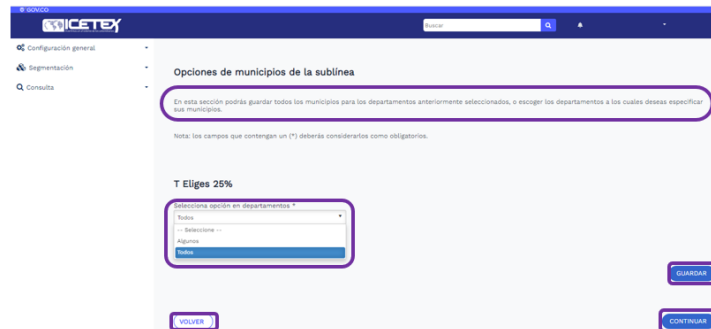 GOV.CO
ICETEX
Buscar
Configuración general
Segmentación
Consulta
Opciones de municipios de la sublínea
En esta sección podrás guardar todos los municipios para los departamentos anteriormente seleccionados, o escoger los departamentos a los cuales deseas especificar
sus municipios.
Nota: los campos que contengan un (*) deberás considerarlos como obligatorios.
T Eliges 25%
Selecciona opción en departamentos *
Todos
-- Seleccione --
Algunos
Todos
GUARDAR
VOLVER
CONTINUAR